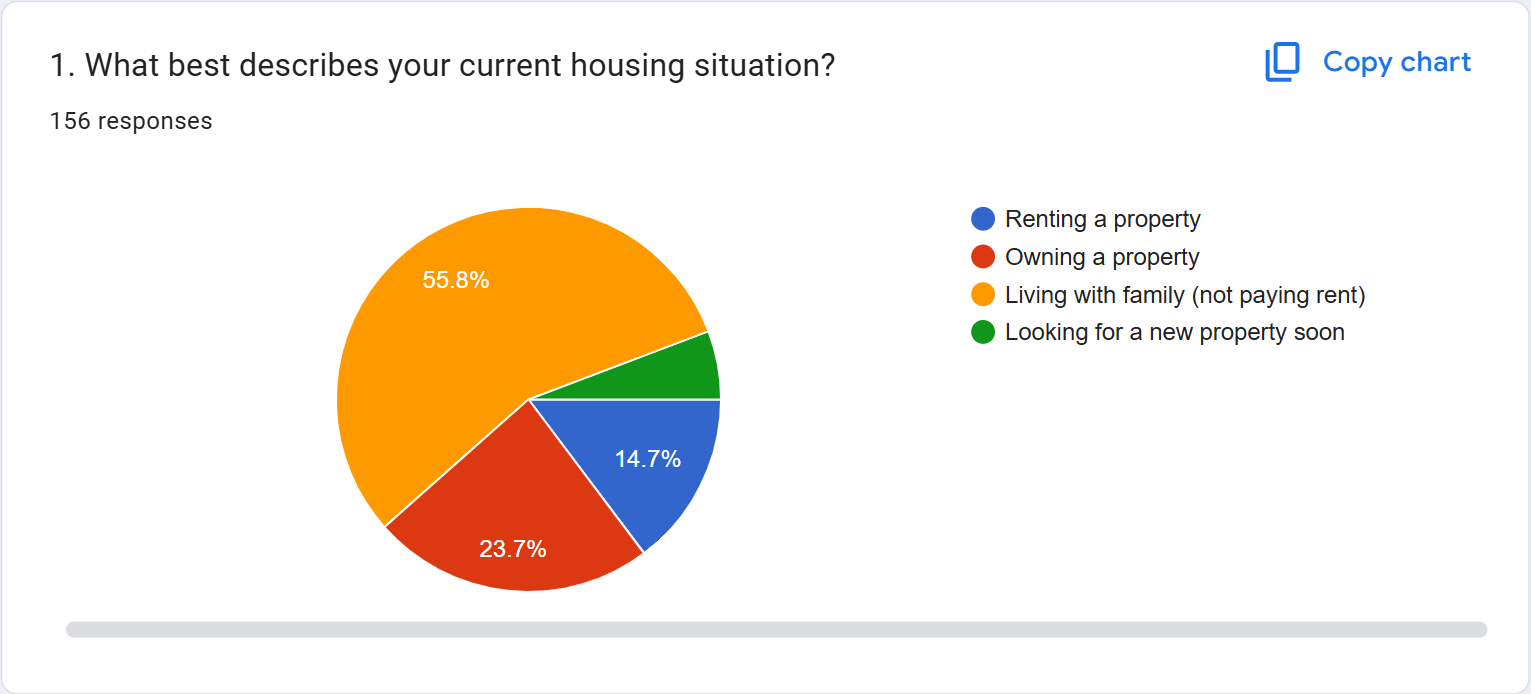 1. What best describes your current housing situation?
Copy chart
156 responses
55.8%
14.7%
23.7%
Renting a property
Owning a property
Living with family (not paying rent)
Looking for a new property soon